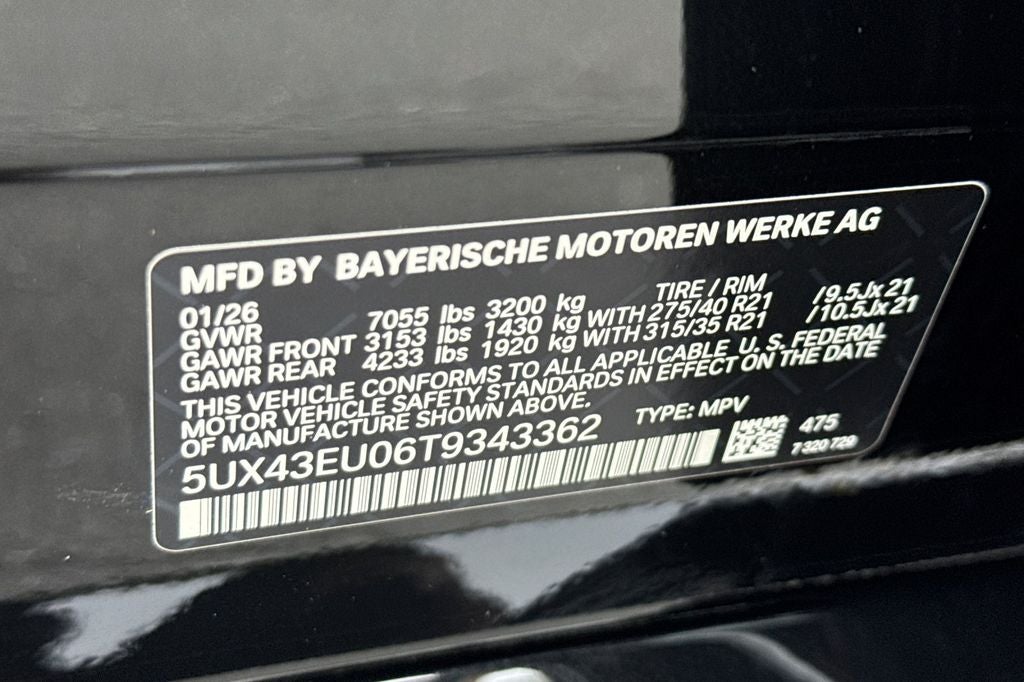 MFD BY BAYERISCHE MOTOREN WERKE AG
01/26 TIRE / RIM
GVWR 7055 lbs 3200 kg
GAWR FRONT 3153 lbs 1430 kg WITH 275/40 R21 /9.5Jx21
GAWR REAR 4233 lbs 1920 kg WITH 315/35 R21 /10.5Jx21
THIS VEHICLE CONFORMS TO ALL APPLICABLE U. S. FEDERAL
MOTOR VEHICLE SAFETY STANDARDS IN EFFECT ON THE DATE
OF MANUFACTURE SHOWN ABOVE.
TYPE: MPV
5UX43EU06T9343362
475
7 320 729